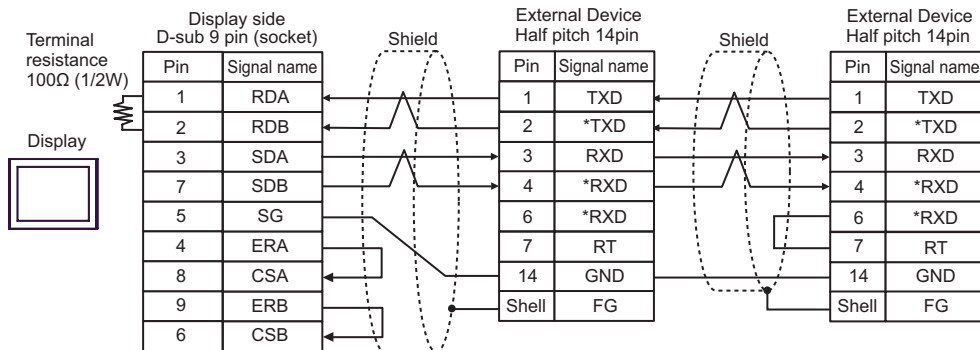 Display side
D-sub 9 pin (socket)
External Device
Half pitch 14pin
External Device
Half pitch 14pin
Terminal
resistance
100Ω (1/2W)
Shield
Shield
Display
Pin Signal name
1 RDA
2 RDB
3 SDA
7 SDB
5 SG
4 ERA
8 CSA
9 ERB
6 CSB
Pin Signal name
1 TXD
2 *TXD
3 RXD
4 *RXD
6 *RXD
7 RT
14 GND
Shell FG
Pin Signal name
1 TXD
2 *TXD
3 RXD
4 *RXD
6 *RXD
7 RT
14 GND
Shell FG